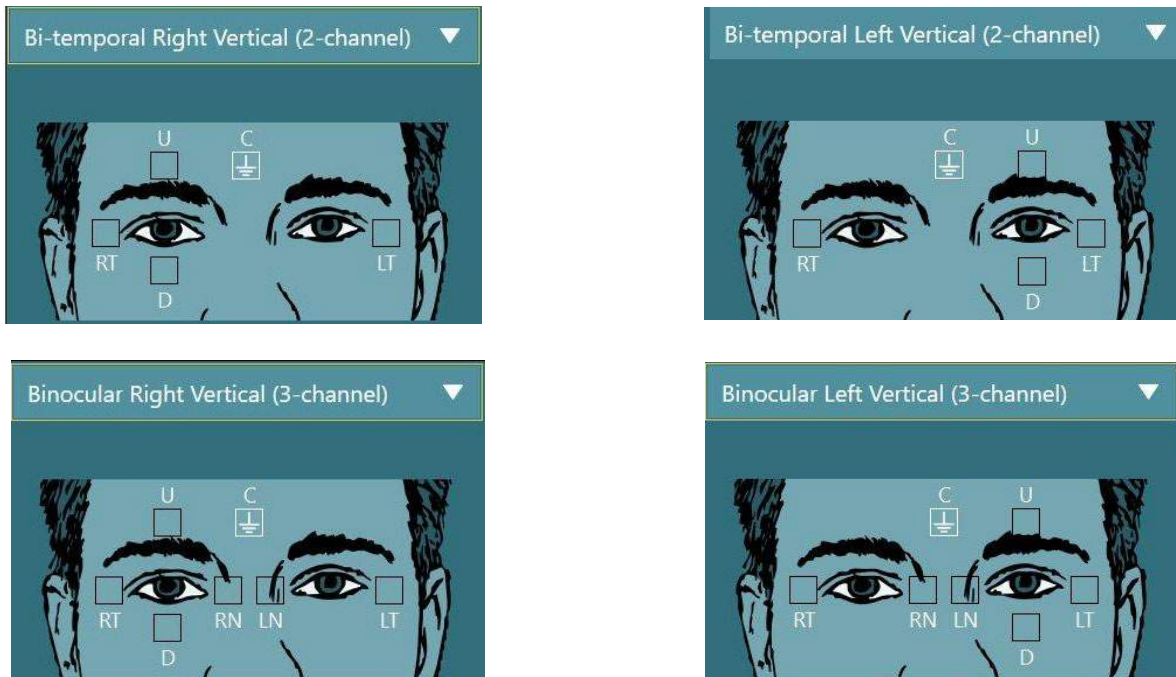 Bi-temporal Right Vertical (2-channel)
U C
RT LT
D
Bi-temporal Left Vertical (2-channel)
C U
RT LT
D
Binocular Right Vertical (3-channel)
U C
RT RN LN LT
D
Binocular Left Vertical (3-channel)
C U
RT RN LN LT
D